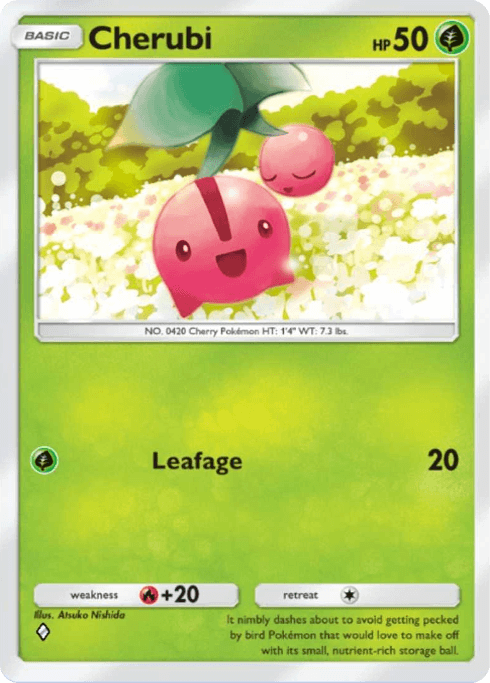 BASIC Cherubi HP 50
NO. 0420 Cherry Pokémon HT: 1'4" WT: 7.3 lbs.
Leafage 20
weakness +20 retreat
Illus. Atsuko Nishida
It nimbly dashes about to avoid getting pecked
by bird Pokémon that would love to make off
with its small, nutrient-rich storage ball.